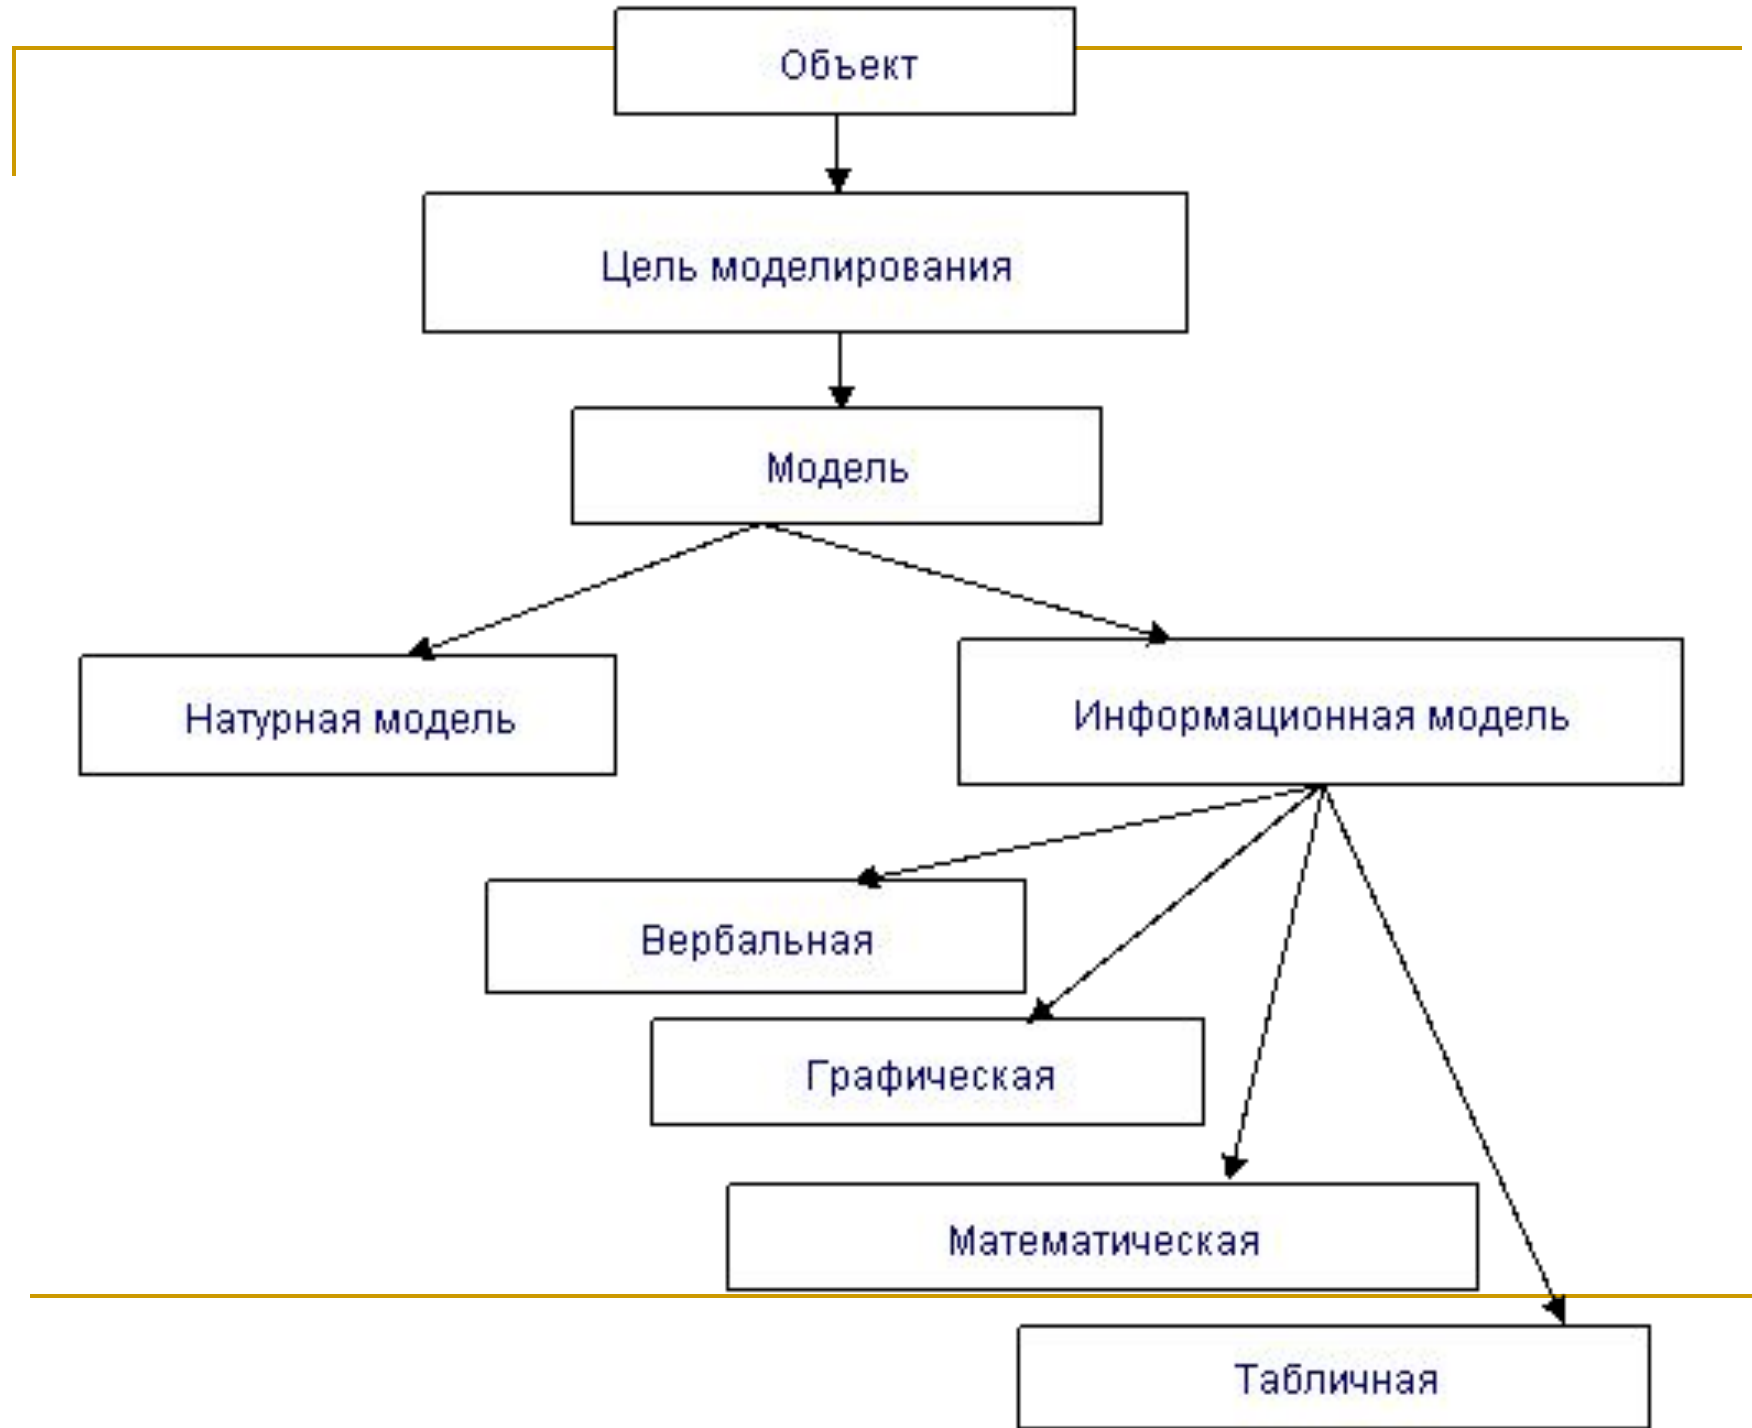 Объект
Цель моделирования
Модель
Натурная модель
Информационная модель
Вербальная
Графическая
Математическая
Табличная